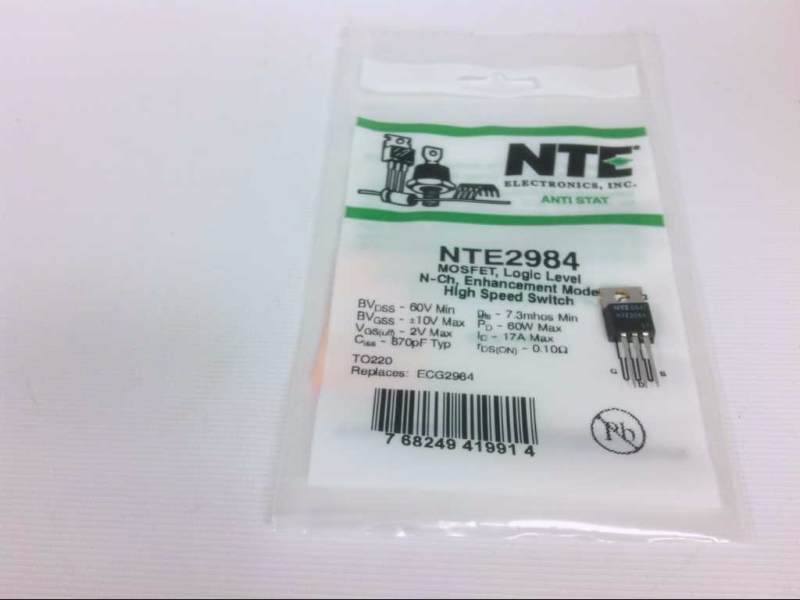 NTE
ELECTRONICS, INC.
ANTI STAT
NTE2984
MOSFET, Logic Level
N-Ch, Enhancement Mode
High Speed Switch
BVDSS - 60V Min
BVGSS - ±10V Max
VGS(off) - 2V Max
Ciss - 870pF Typ
gfs - 7.3mhos Min
PD - 60W Max
ID - 17A Max
rDS(ON) - 0.10Ω
TO220
Replaces: ECG2984
7 68249 41991 4
NTE
G
D
S
Pb